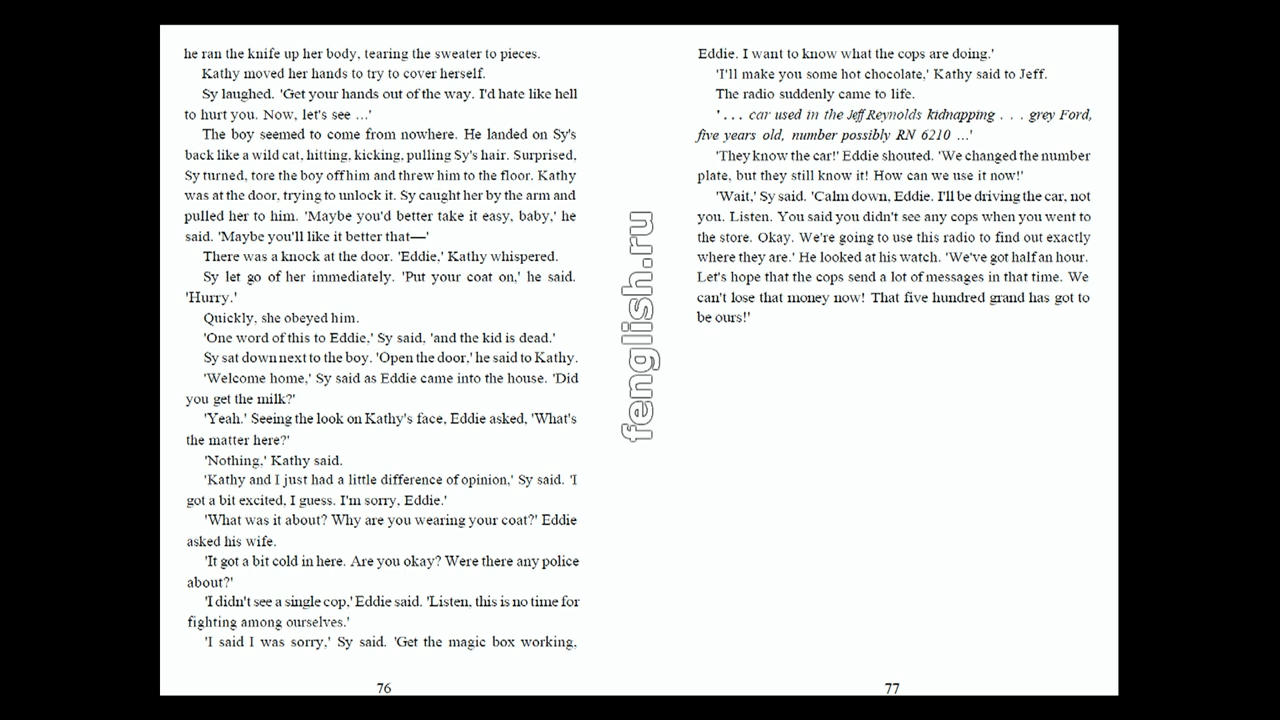 he ran the knife up her body, tearing the sweater to pieces.
Kathy moved her hands to try to cover herself.
Sy laughed. 'Get your hands out of the way. I'd hate like hell
to hurt you. Now, let's see ...'
The boy seemed to come from nowhere. He landed on Sy's
back like a wild cat, hitting, kicking, pulling Sy's hair. Surprised,
Sy turned, tore the boy off him and threw him to the floor. Kathy
was at the door, trying to unlock it. Sy caught her by the arm and
pulled her to him. 'Maybe you'd better take it easy, baby,' he
said. 'Maybe you'll like it better that—'
There was a knock at the door. 'Eddie,' Kathy whispered.
Sy let go of her immediately. 'Put your coat on,' he said.
'Hurry.'
Quickly, she obeyed him.
'One word of this to Eddie,' Sy said, 'and the kid is dead.'
Sy sat down next to the boy. 'Open the door,' he said to Kathy.
'Welcome home,' Sy said as Eddie came into the house. 'Did
you get the milk?'
'Yeah.' Seeing the look on Kathy's face, Eddie asked, 'What's
the matter here?'
'Nothing,' Kathy said.
'Kathy and I just had a little difference of opinion,' Sy said. 'I
got a bit excited, I guess. I'm sorry, Eddie.'
'What was it about? Why are you wearing your coat?' Eddie
asked his wife.
'It got a bit cold in here. Are you okay? Were there any police
about?'
'I didn't see a single cop,' Eddie said. 'Listen, this is no time for
fighting among ourselves.'
'I said I was sorry,' Sy said. 'Get the magic box working,
76
fenglish.ru
Eddie. I want to know what the cops are doing.'
'I'll make you some hot chocolate,' Kathy said to Jeff.
The radio suddenly came to life.
'. . . car used in the Jeff Reynolds kidnapping . . . grey Ford,
five years old, number possibly RN 6210 ...'
'They know the car!' Eddie shouted. 'We changed the number
plate, but they still know it! How can we use it now!'
'Wait,' Sy said. 'Calm down, Eddie. I'll be driving the car, not
you. Listen. You said you didn't see any cops when you went to
the store. Okay. We're going to use this radio to find out exactly
where they are.' He looked at his watch. 'We've got half an hour.
Let's hope that the cops send a lot of messages in that time. We
can't lose that money now! That five hundred grand has got to
be ours!'
77